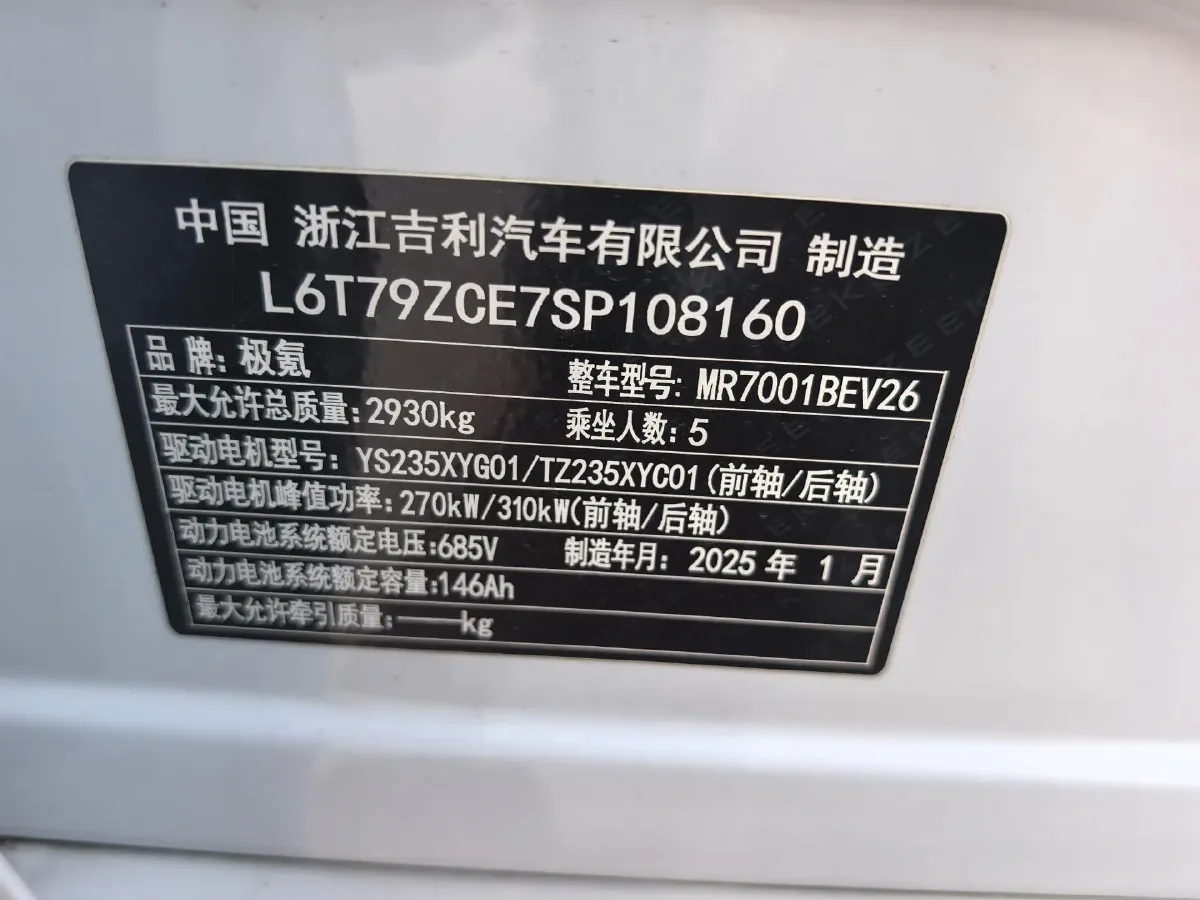 中国 浙江吉利汽车有限公司 制造
L6T79ZCE7SP108160
品牌: 极氪 整车型号: MR7001BEV26
最大允许总质量: 2930kg 乘坐人数: 5
驱动电机型号: YS235XYG01/TZ235XYC01(前轴/后轴)
驱动电机峰值功率: 270kW/310kW(前轴/后轴)
动力电池系统额定电压: 685V 制造年月: 2025 年 1 月
动力电池系统额定容量: 146Ah
最大允许牵引质量: ——kg